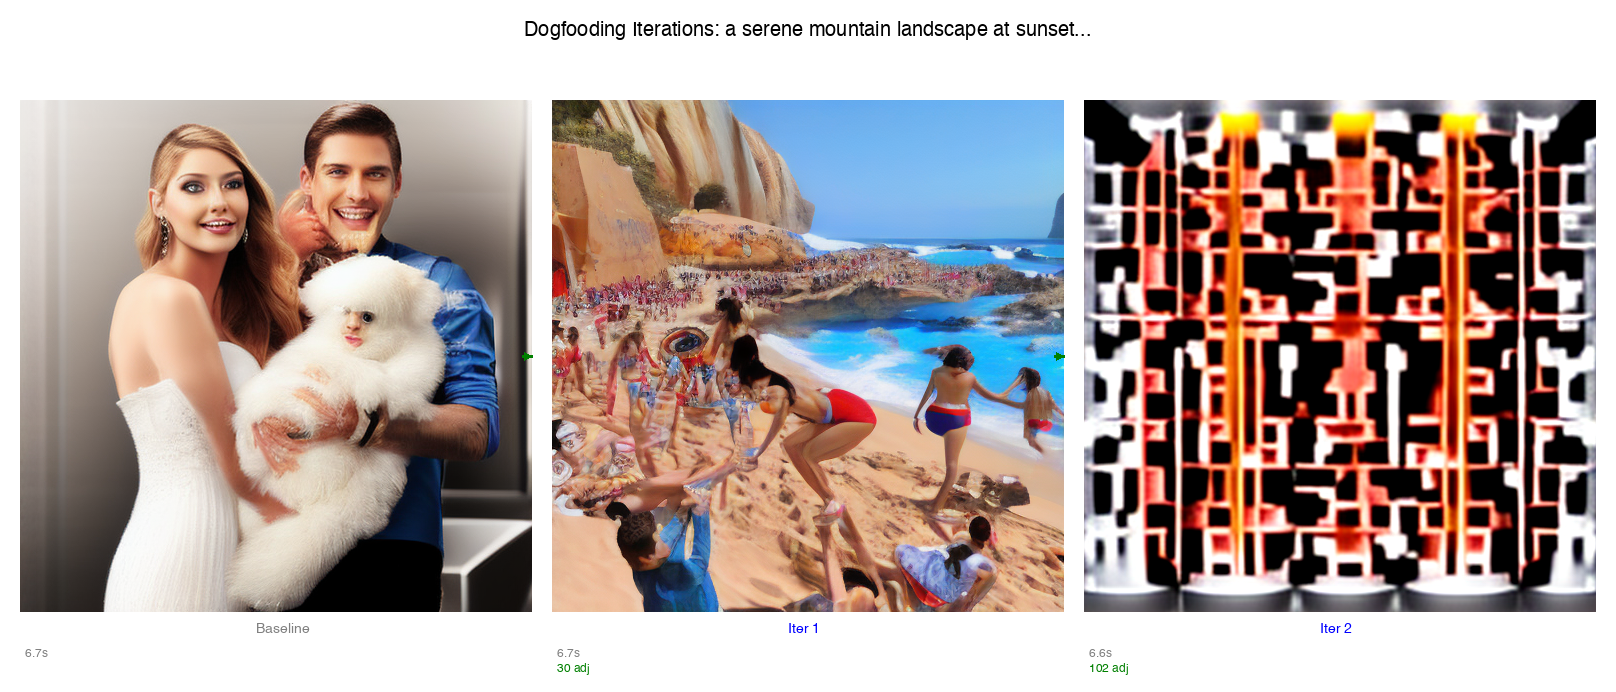 Dogfooding Iterations: a serene mountain landscape at sunset...
Baseline
Iter 1
Iter 2
6.7s
6.7s
6.6s
30 adj
102 adj